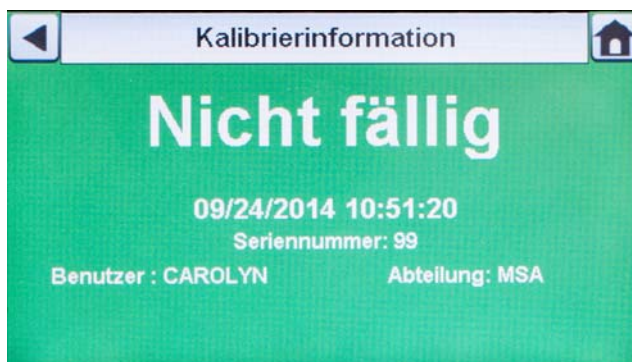 Kalibrierinformation
Nicht fällig
09/24/2014 10:51:20
Seriennummer: 99
Benutzer : CAROLYN Abteilung: MSA